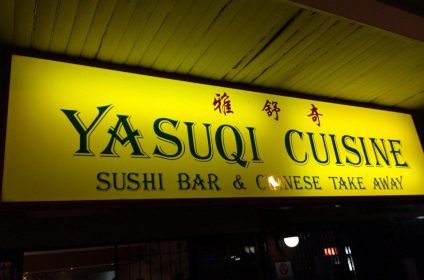 雅舒奇
YASUQI CUISINE
SUSHI BAR & CHINESE TAKE AWAY